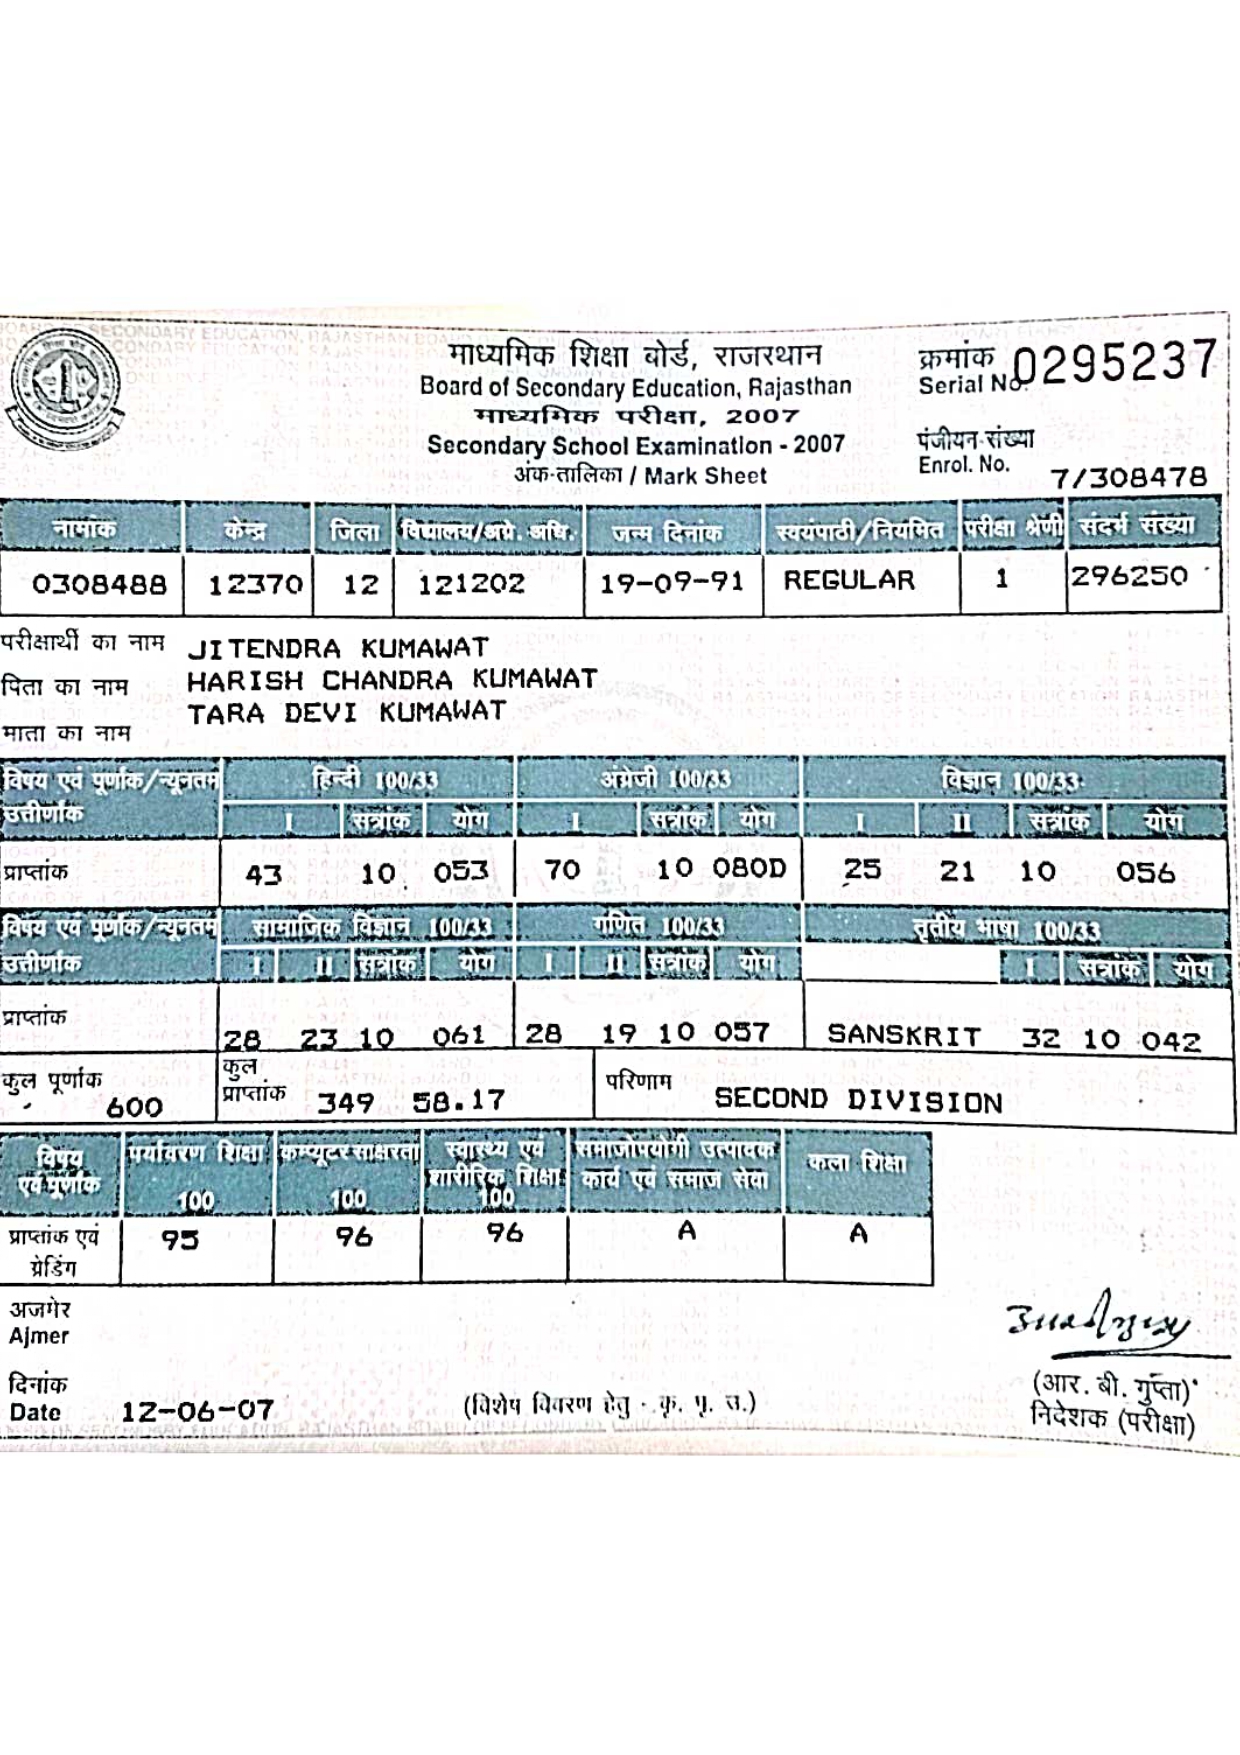 माध्यमिक शिक्षा बोर्ड, राजस्थान
Board of Secondary Education, Rajasthan
माध्यमिक परीक्षा, 2007
Secondary School Examination - 2007
अंक-तालिका / Mark Sheet
क्रमांक
Serial No. 0295237
पंजीयन संख्या
Enrol. No. 7/308478
नामांक केन्द्र जिला विद्यालय/अग्रे. अधि. जन्म दिनांक स्वयंपाठी/नियमित परीक्षा श्रेणी संदर्भ संख्या
0308488 12370 12 121202 19-09-91 REGULAR 1 296250
परीक्षार्थी का नाम JITENDRA KUMAWAT
पिता का नाम HARISH CHANDRA KUMAWAT
माता का नाम TARA DEVI KUMAWAT
विषय एवं पूर्णांक/न्यूनतम हिन्दी 100/33 अंग्रेजी 100/33 विज्ञान 100/33
उत्तीर्णांक I सत्रांक योग I सत्रांक योग I II सत्रांक योग
प्राप्तांक 43 10 053 70 10 080D 25 21 10 056
विषय एवं पूर्णांक/न्यूनतम सामाजिक विज्ञान 100/33 गणित 100/33 तृतीय भाषा 100/33
उत्तीर्णांक I II सत्रांक योग I II सत्रांक योग I सत्रांक योग
प्राप्तांक 28 23 10 061 28 19 10 057 SANSKRIT 32 10 042
कुल पूर्णांक 600 कुल प्राप्तांक 349 58.17 परिणाम SECOND DIVISION
विषय एवं पूर्णांक पर्यावरण शिक्षा 100 कम्प्यूटर साक्षरता 100 स्वास्थ्य एवं शारीरिक शिक्षा 100 समाजोपयोगी उत्पादक कार्य एवं समाज सेवा कला शिक्षा
प्राप्तांक एवं ग्रेडिंग 95 96 96 A A
अजमेर
Ajmer
दिनांक
Date 12-06-07
(विशेष विवरण हेतु - कृ. पृ. उ.)
(आर. बी. गुप्ता)
निदेशक (परीक्षा)